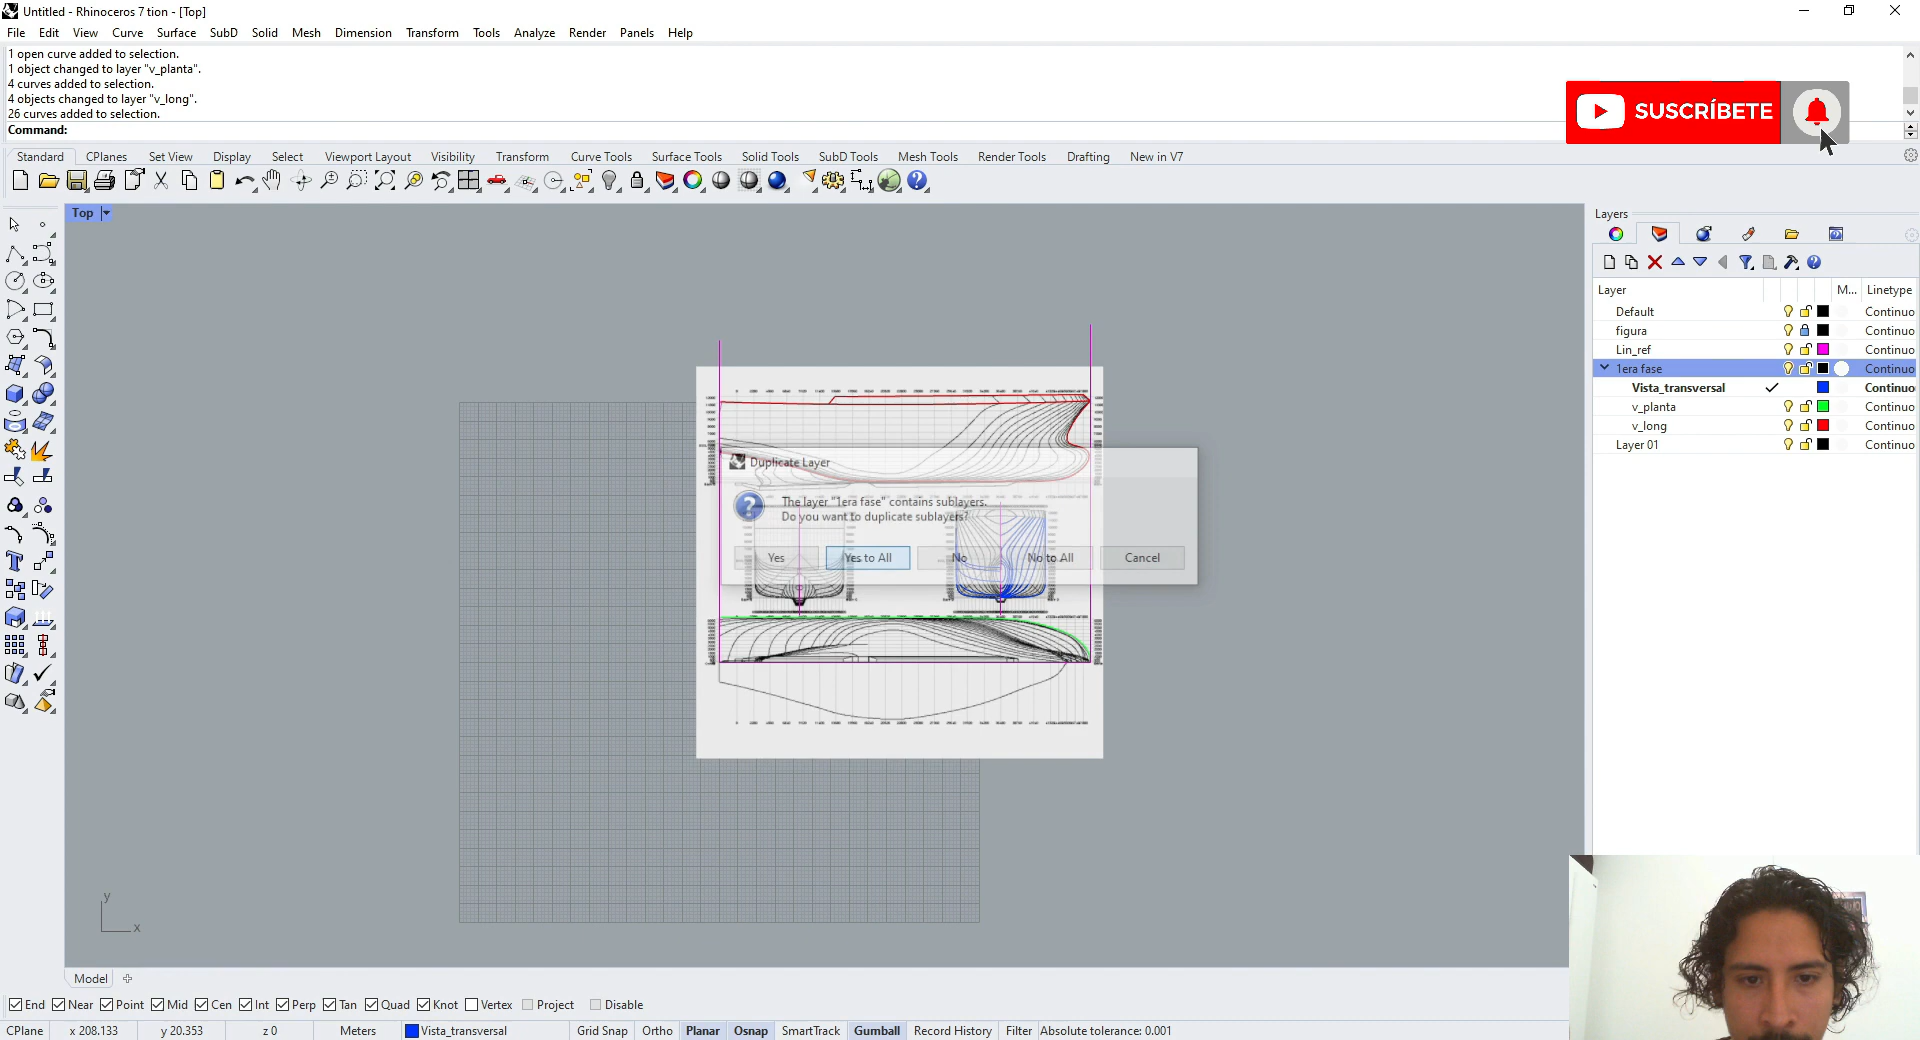 Untitled - Rhinoceros 7 tion - [Top]
File Edit View Curve Surface SubD Solid Mesh Dimension Transform Tools Analyze Render Panels Help
1 open curve added to selection.
1 object changed to layer "v_planta".
4 curves added to selection.
4 objects changed to layer "v_long".
26 curves added to selection.
Command:
SUSCRÍBETE
Standard CPlanes Set View Display Select Viewport Layout Visibility Transform Curve Tools Surface Tools Solid Tools SubD Tools Mesh Tools Render Tools Drafting New in V7
Top
Layers
Layer M... Linetype
Default Continuo
figura Continuo
Lin_ref Continuo
1era fase Continuo
Vista_transversal Continuo
v_planta Continuo
v_long Continuo
Layer 01 Continuo
Duplicate Layer
The layer "1era fase" contains sublayers.
Do you want to duplicate sublayers?
Yes Yes to All No No to All Cancel
y
x
Model
End Near Point Mid Cen Int Perp Tan Quad Knot Vertex Project Disable
CPlane x 208.133 y 20.353 z 0 Meters Vista_transversal Grid Snap Ortho Planar Osnap SmartTrack Gumball Record History Filter Absolute tolerance: 0.001